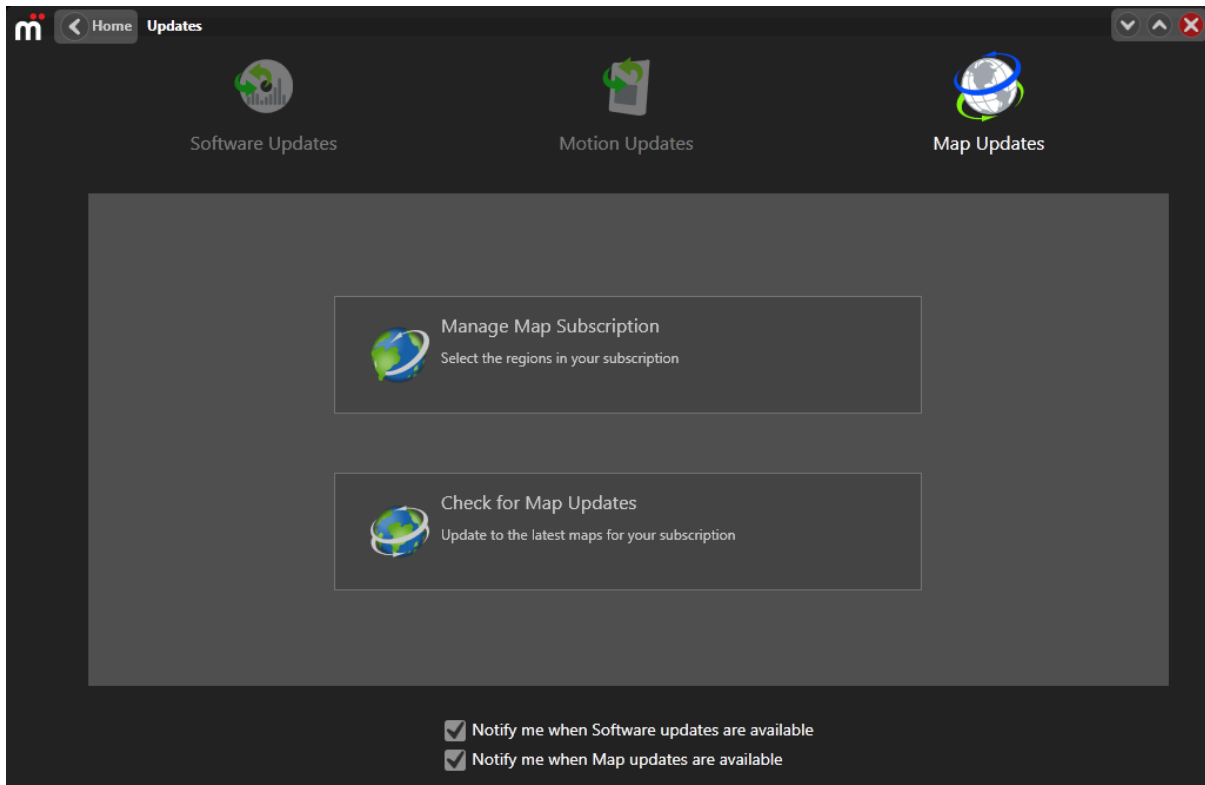 Home Updates
Software Updates
Motion Updates
Map Updates
Manage Map Subscription
Select the regions in your subscription
Check for Map Updates
Update to the latest maps for your subscription
Notify me when Software updates are available
Notify me when Map updates are available